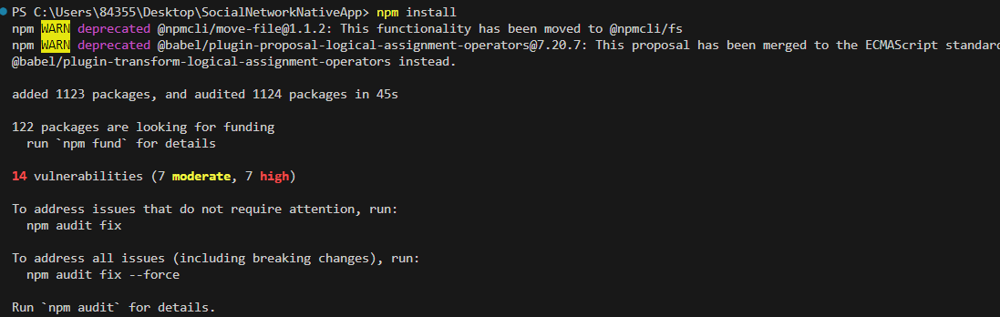 PS C:\Users\84355\Desktop\SocialNetworkNativeApp> npm install
npm WARN deprecated @npmcli/move-file@1.1.2: This functionality has been moved to @npmcli/fs
npm WARN deprecated @babel/plugin-proposal-logical-assignment-operators@7.20.7: This proposal has been merged to the ECMAScript standard
@babel/plugin-transform-logical-assignment-operators instead.
added 1123 packages, and audited 1124 packages in 45s
122 packages are looking for funding
  run `npm fund` for details
14 vulnerabilities (7 moderate, 7 high)
To address issues that do not require attention, run:
  npm audit fix
To address all issues (including breaking changes), run:
  npm audit fix --force
Run `npm audit` for details.